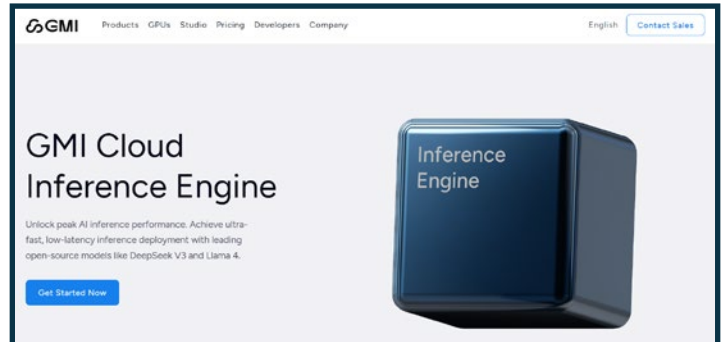 GMI
Products GPUs Studio Pricing Developers Company
English
Contact Sales
GMI Cloud
Inference Engine
Unlock peak AI inference performance. Achieve ultra-
fast, low-latency inference deployment with leading
open-source models like DeepSeek V3 and Llama 4.
Get Started Now
Inference
Engine